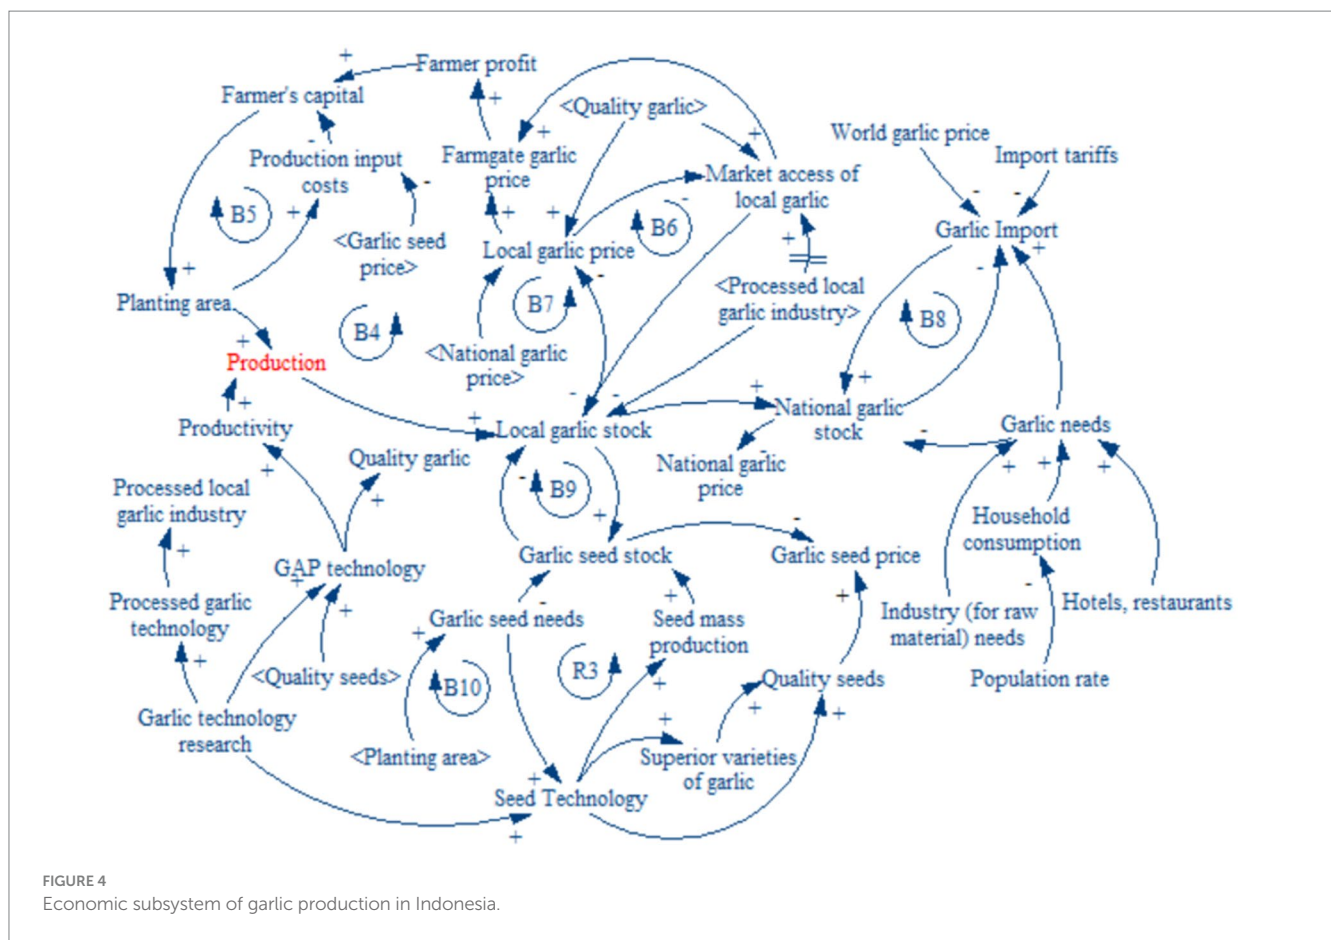 Farmer profit
Farmer's capital
<Quality garlic>
World garlic price
Import tariffs
Production input
costs
Farmgate garlic
price
Market access of
local garlic
B5
B6
Garlic Import
<Garlic seed
price>
Local garlic price
Planting area
B7
<Processed local
garlic industry>
B4
B8
<National garlic
price>
Production
Productivity
Local garlic stock
National garlic
stock
Garlic needs
Quality garlic
National garlic
price
Processed local
garlic industry
B9
Household
consumption
GAP technology
Garlic seed stock
Garlic seed price
Processed garlic
technology
Garlic seed needs
Seed mass
production
Industry (for raw
material) needs
Hotels, restaurants
<Quality seeds>
B10
R3
Quality seeds
Population rate
Garlic technology
research
<Planting area>
Superior varieties
of garlic
Seed Technology
FIGURE 4
Economic subsystem of garlic production in Indonesia.